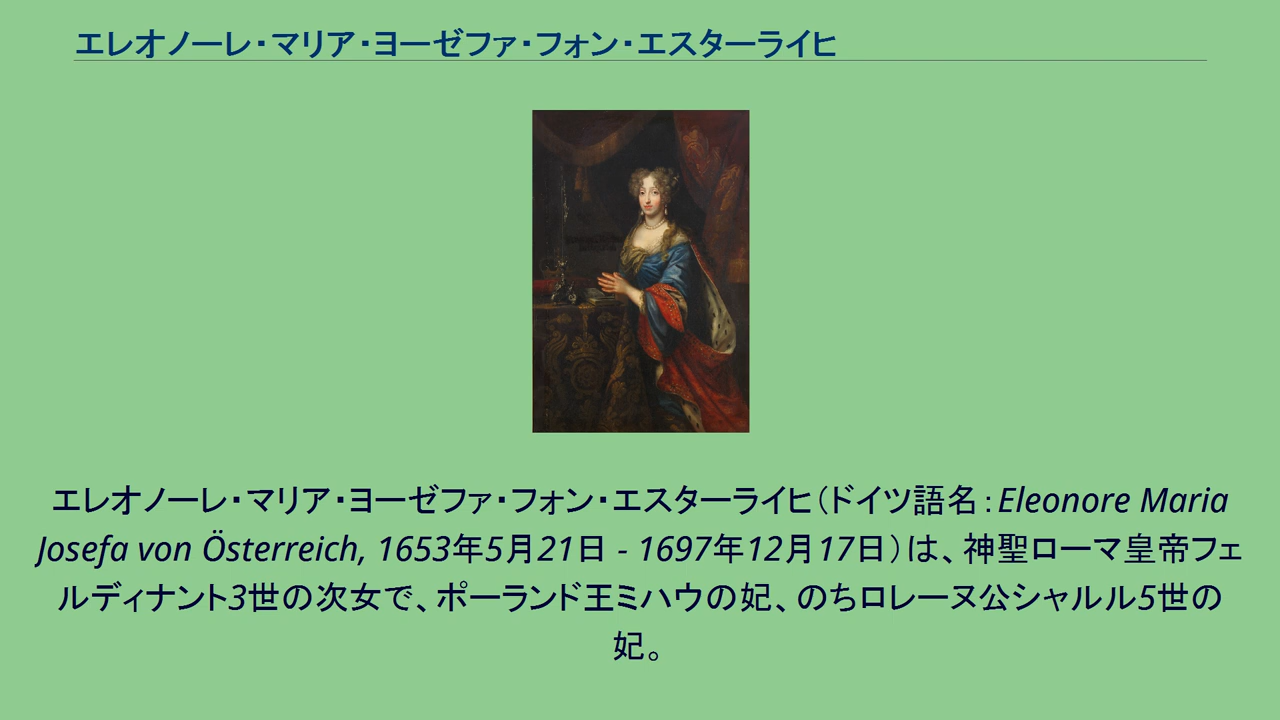 エレオノーレ・マリア・ヨーゼファ・フォン・エスターライヒ
エレオノーレ・マリア・ヨーゼファ・フォン・エスターライヒ（ドイツ語名：Eleonore Maria
Josefa von Österreich, 1653年5月21日 - 1697年12月17日）は、神聖ローマ皇帝フェ
ルディナント3世の次女で、ポーランド王ミハウの妃、のちロレーヌ公シャルル5世の
妃。